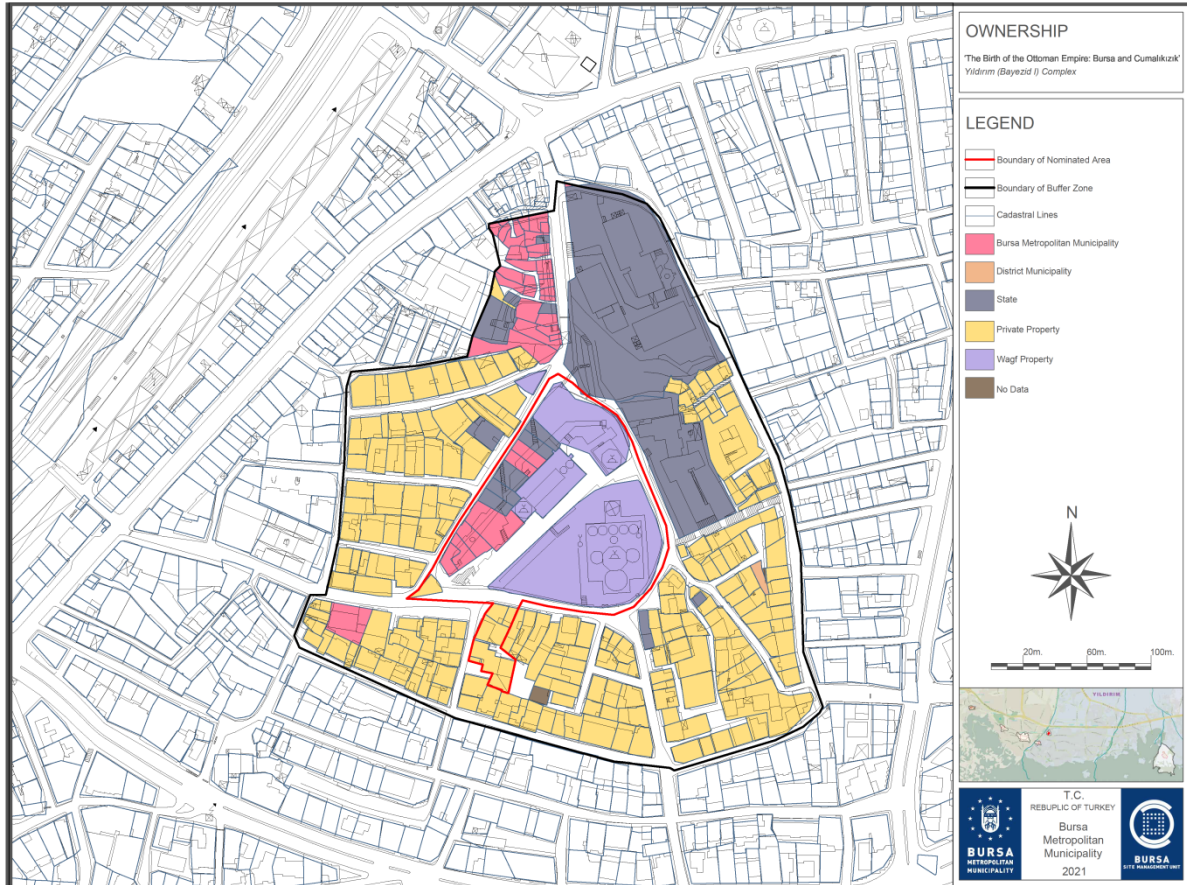 OWNERSHIP
'The Birth of the Ottoman Empire: Bursa and Cumalıkızık'
Yıldırım (Bayezid I) Complex
LEGEND
Boundary of Nominated Area
Boundary of Buffer Zone
Cadastral Lines
Bursa Metropolitan Municipality
District Municipality
State
Private Property
Waqf Property
No Data
N
20m. 60m. 100m.
YILDIRIM
BURSA
METROPOLITAN
MUNICIPALITY
T.C.
REBUPLIC OF TURKEY
Bursa
Metropolitan
Municipality
2021
BURSA
SITE MANAGEMENT UNIT